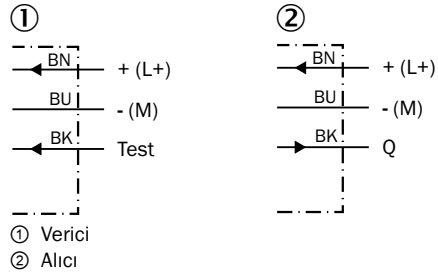 ① ②
BN + (L+) BN + (L+)
BU - (M) BU - (M)
BK Test BK Q
① Verici
② Alıcı